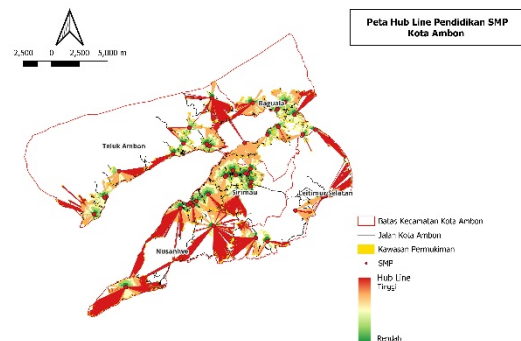 Peta Hub Line Pendidikan SMP
Kota Ambon
2,500 0 2,500 5,000 m
Baguala
Teluk Ambon
Sirimau
Leitimur Selatan
Nusaniwe
Batas Kecamatan Kota Ambon
Jalan Kota Ambon
Kawasan Permukiman
SMP
Hub Line
Tinggi
Rendah